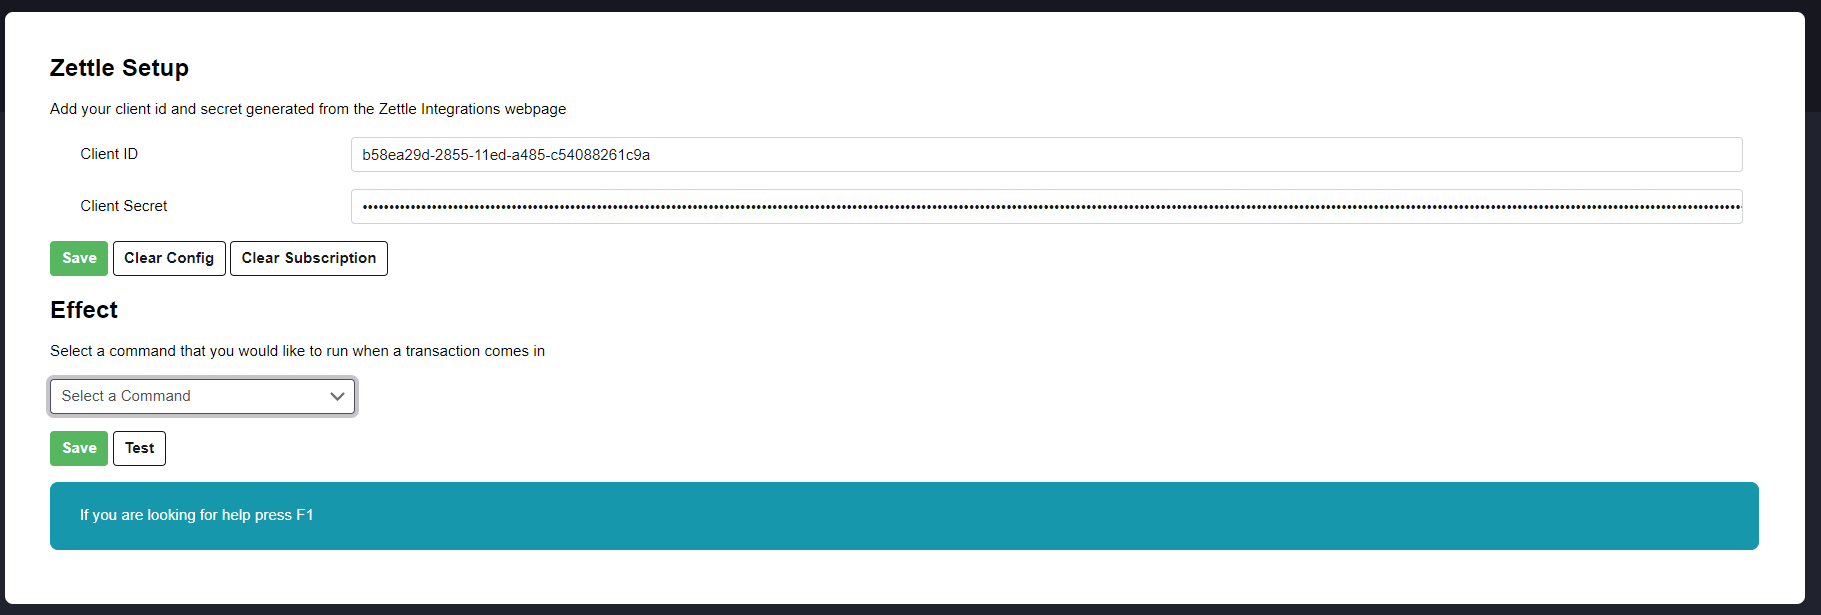 Zettle Setup
Add your client id and secret generated from the Zettle Integrations webpage
Client ID
b58ea29d-2855-11ed-a485-c54088261c9a
Client Secret
Save Clear Config Clear Subscription
Effect
Select a command that you would like to run when a transaction comes in
Select a Command
Save Test
If you are looking for help press F1